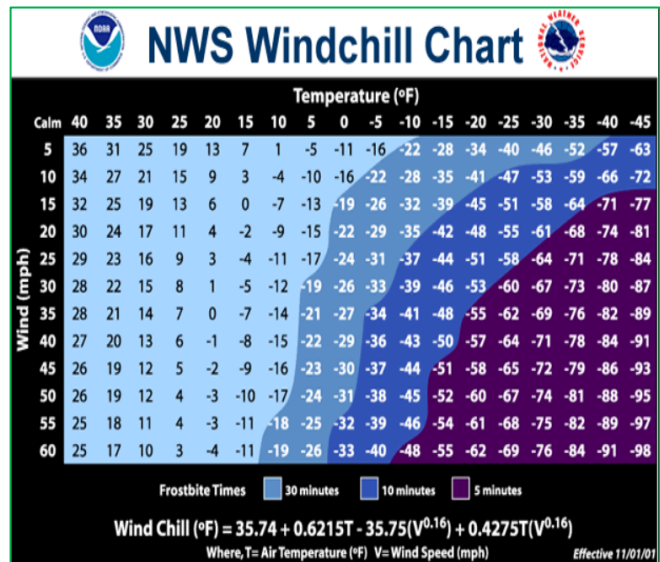 NOAA
NWS Windchill Chart
NATIONAL WEATHER SERVICE
Temperature (ºF)
Calm 40 35 30 25 20 15 10 5 0 -5 -10 -15 -20 -25 -30 -35 -40 -45
Wind (mph)
5 36 31 25 19 13 7 1 -5 -11 -16 -22 -28 -34 -40 -46 -52 -57 -63
10 34 27 21 15 9 3 -4 -10 -16 -22 -28 -35 -41 -47 -53 -59 -66 -72
15 32 25 19 13 6 0 -7 -13 -19 -26 -32 -39 -45 -51 -58 -64 -71 -77
20 30 24 17 11 4 -2 -9 -15 -22 -29 -35 -42 -48 -55 -61 -68 -74 -81
25 29 23 16 9 3 -4 -11 -17 -24 -31 -37 -44 -51 -58 -64 -71 -78 -84
30 28 22 15 8 1 -5 -12 -19 -26 -33 -39 -46 -53 -60 -67 -73 -80 -87
35 28 21 14 7 0 -7 -14 -21 -27 -34 -41 -48 -55 -62 -69 -76 -82 -89
40 27 20 13 6 -1 -8 -15 -22 -29 -36 -43 -50 -57 -64 -71 -78 -84 -91
45 26 19 12 5 -2 -9 -16 -23 -30 -37 -44 -51 -58 -65 -72 -79 -86 -93
50 26 19 12 4 -3 -10 -17 -24 -31 -38 -45 -52 -60 -67 -74 -81 -88 -95
55 25 18 11 4 -3 -11 -18 -25 -32 -39 -46 -54 -61 -68 -75 -82 -89 -97
60 25 17 10 3 -4 -11 -19 -26 -33 -40 -48 -55 -62 -69 -76 -84 -91 -98
Frostbite Times 30 minutes 10 minutes 5 minutes
Wind Chill (ºF) = 35.74 + 0.6215T - 35.75(V⁰·¹⁶) + 0.4275T(V⁰·¹⁶)
Where, T= Air Temperature (ºF) V= Wind Speed (mph) Effective 11/01/01